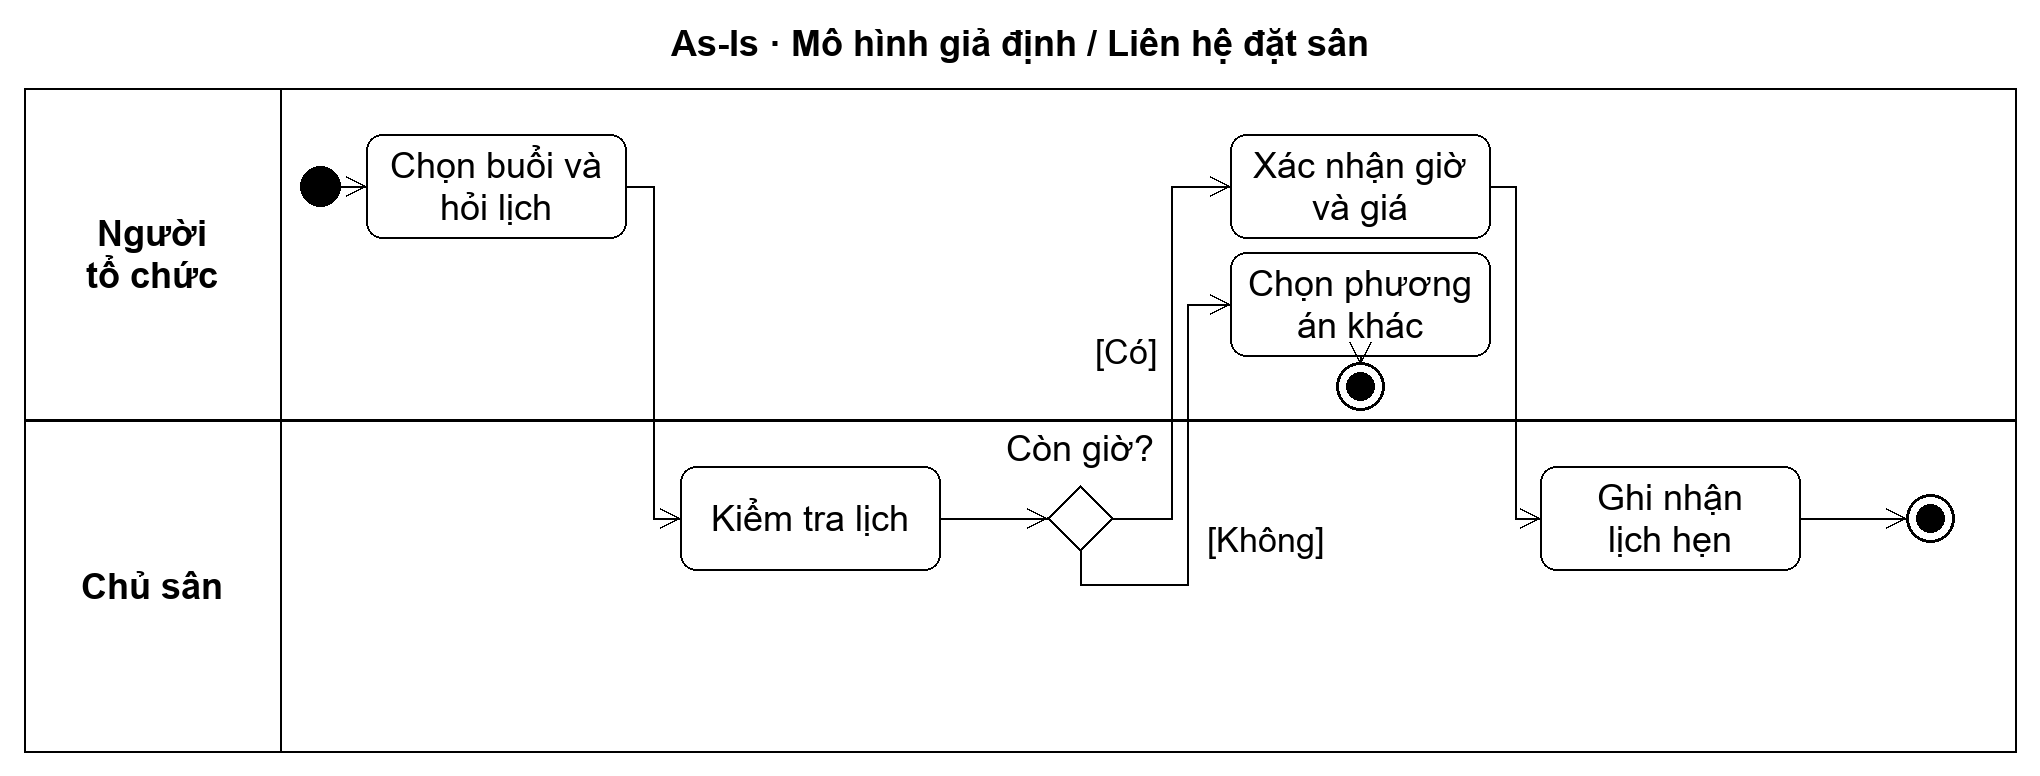 As-Is · Mô hình giả định / Liên hệ đặt sân
Người
tổ chức
Chọn buổi và
hỏi lịch
Xác nhận giờ
và giá
Chọn phương
án khác
[Có]
Chủ sân
Kiểm tra lịch
Còn giờ?
[Không]
Ghi nhận
lịch hẹn